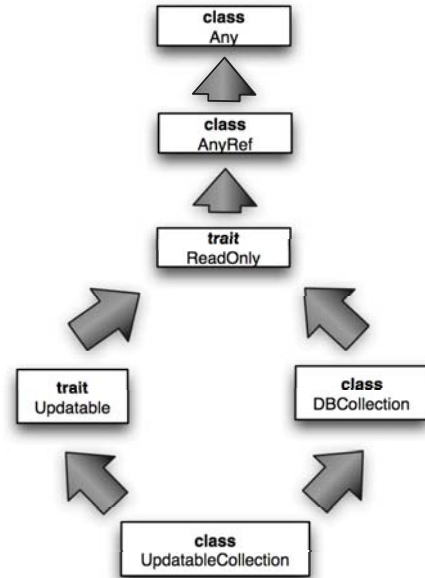 class
Any
class
AnyRef
trait
ReadOnly
trait
Updatable
class
DBCollection
class
UpdatableCollection